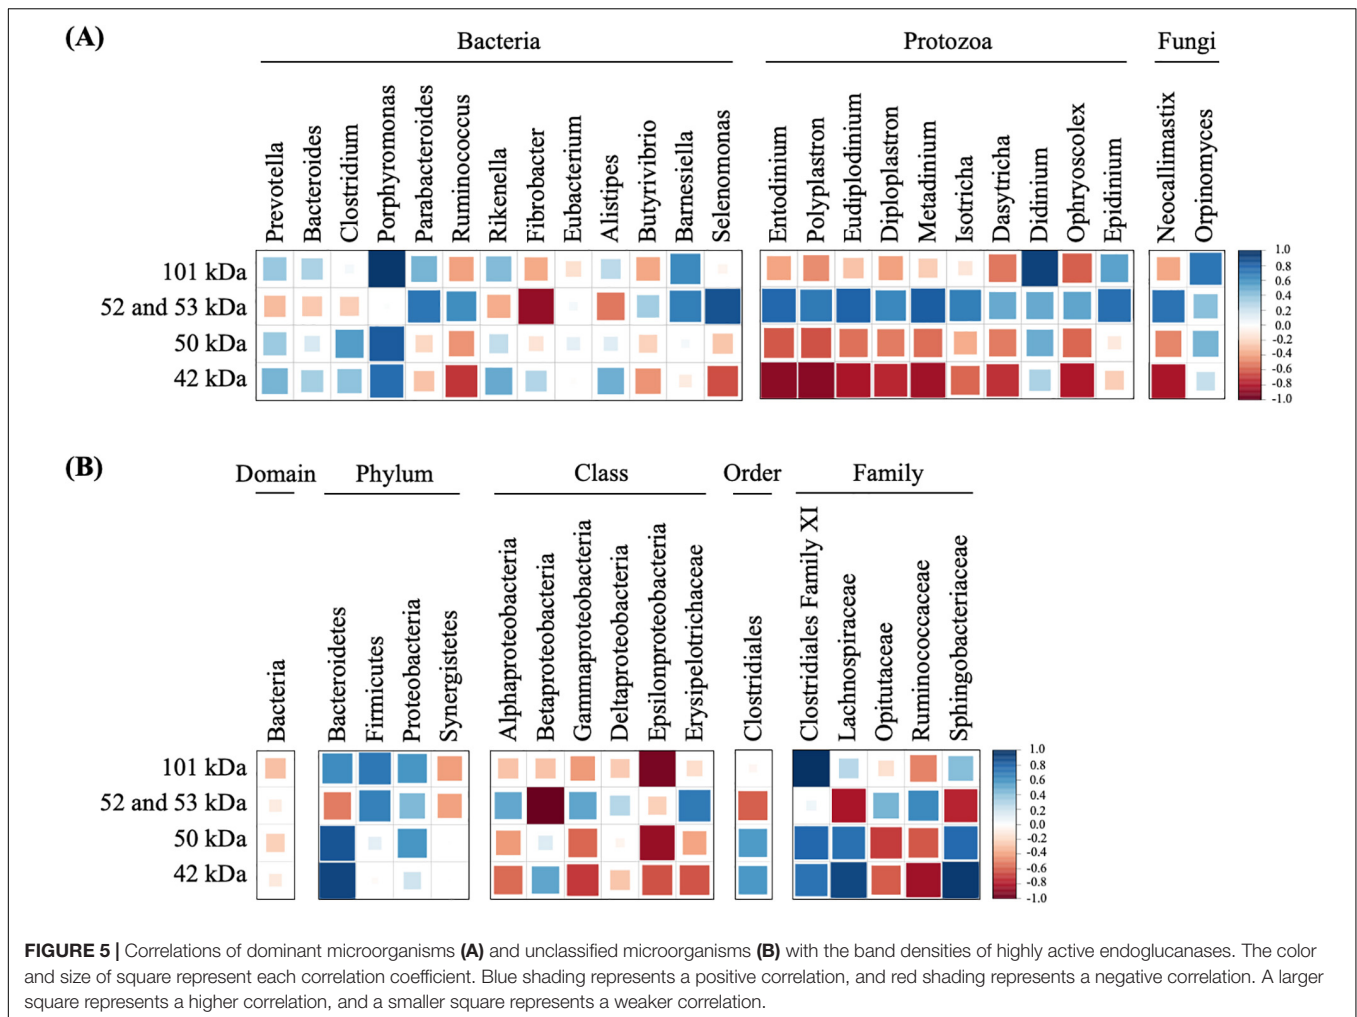 (A)
Bacteria
Protozoa
Fungi
Prevotella
Bacteroides
Clostridium
Porphyromonas
Parabacteroides
Ruminococcus
Rikenella
Fibrobacter
Eubacterium
Alistipes
Butyrivibrio
Barnesiella
Selenomonas
Entodinium
Polyplastron
Eudiplodinium
Diploplastron
Metadinium
Isotricha
Dasytricha
Didinium
Ophryoscolex
Epidinium
Neocallimastix
Orpinomyces
101 kDa
52 and 53 kDa
50 kDa
42 kDa
1.0
0.8
0.6
0.4
0.2
0.0
-0.2
-0.4
-0.6
-0.8
-1.0
(B)
Domain
Phylum
Class
Order
Family
Bacteria
Bacteroidetes
Firmicutes
Proteobacteria
Synergistetes
Alphaproteobacteria
Betaproteobacteria
Gammaproteobacteria
Deltaproteobacteria
Epsilonproteobacteria
Erysipelotrichaceae
Clostridiales
Clostridiales Family XI
Lachnospiraceae
Opitutaceae
Ruminococcaceae
Sphingobacteriaceae
101 kDa
52 and 53 kDa
50 kDa
42 kDa
1.0
0.8
0.6
0.4
0.2
0.0
-0.2
-0.4
-0.6
-0.8
-1.0
FIGURE 5 | Correlations of dominant microorganisms (A) and unclassified microorganisms (B) with the band densities of highly active endoglucanases. The color
and size of square represent each correlation coefficient. Blue shading represents a positive correlation, and red shading represents a negative correlation. A larger
square represents a higher correlation, and a smaller square represents a weaker correlation.